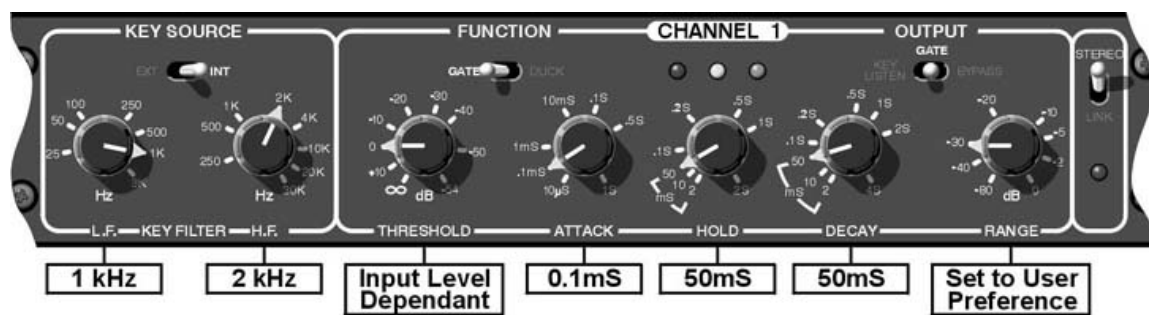 KEY SOURCE
FUNCTION
CHANNEL 1
OUTPUT
EXT
INT
GATE
DUCK
GATE
KEY
LISTEN
BYPASS
STEREO
LINK
25
50
100
250
500
1K
2K
Hz
250
500
1K
2K
4K
10K
20K
20K
Hz
∞
+10
0
-10
-20
-30
-40
-50
-54
dB
10µS
.1mS
1mS
10mS
.1S
.5S
1S
2
10
50
mS
.1S
.2S
.5S
1S
2S
2
10
50
mS
.1S
.2S
.5S
1S
2S
4S
-80
-40
-30
-20
-10
-5
-2
0
dB
L.F.
KEY FILTER
H.F.
THRESHOLD
ATTACK
HOLD
DECAY
RANGE
1 kHz
2 kHz
Input Level
Dependant
0.1mS
50mS
50mS
Set to User
Preference